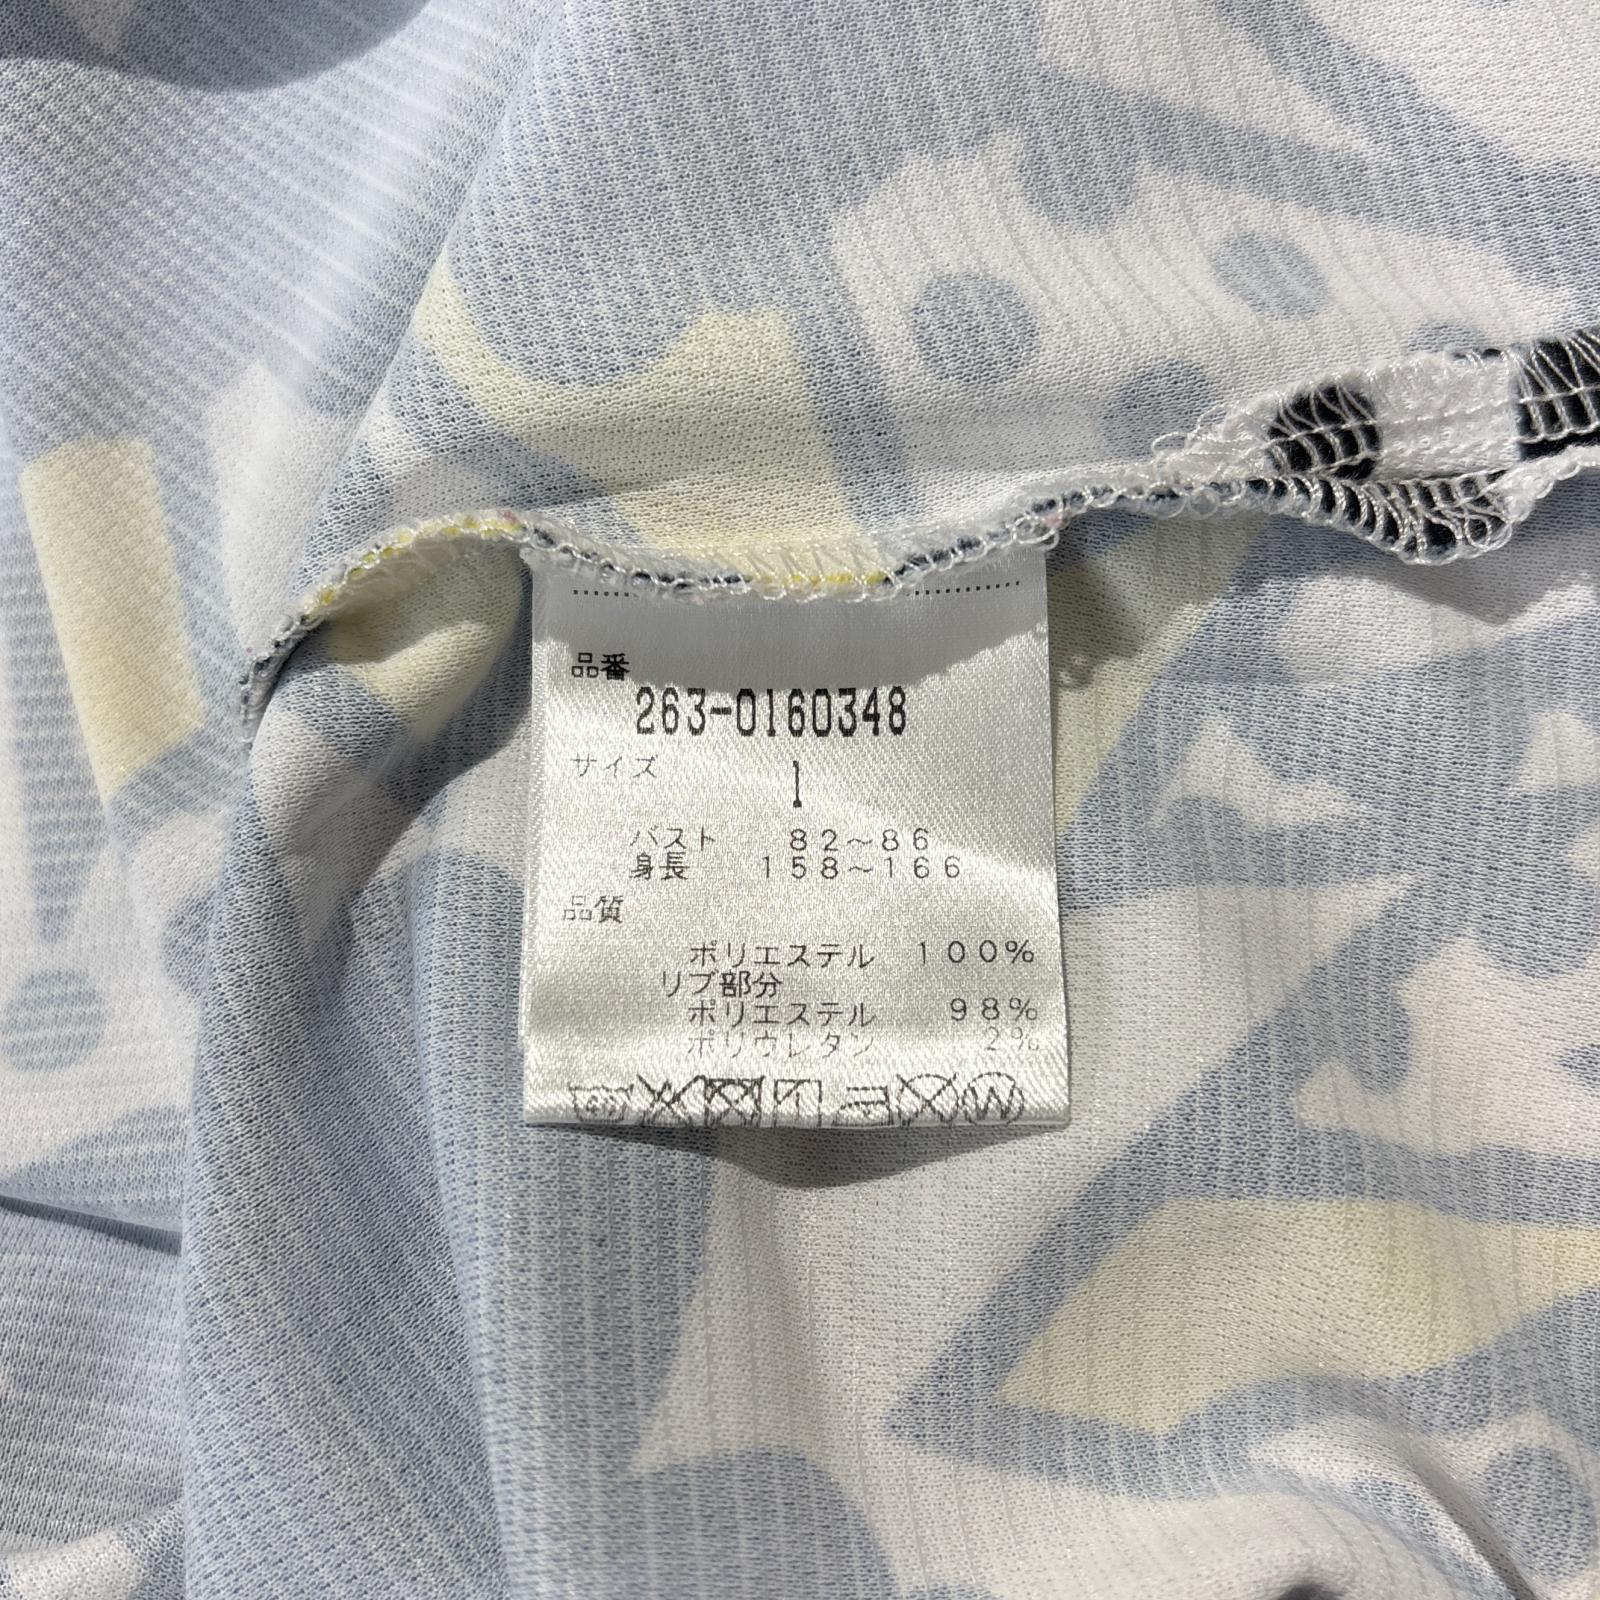 品番
263-0160348
サイズ 1
バスト 82~86
身長 158~166
品質
ポリエステル 100%
リブ部分
ポリエステル 98%
ポリウレタン 2%